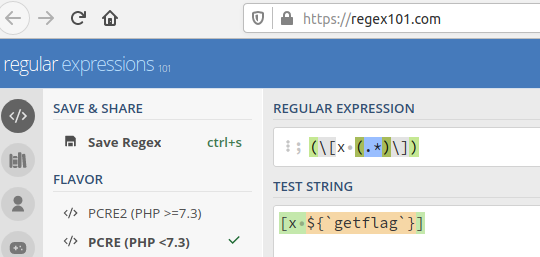 https://regex101.com
regular expressions 101
SAVE & SHARE
Save Regex ctrl+s
FLAVOR
PCRE2 (PHP >=7.3)
PCRE (PHP <7.3)
REGULAR EXPRESSION
(\[x (.*)\])
TEST STRING
[x ${`getflag`}]